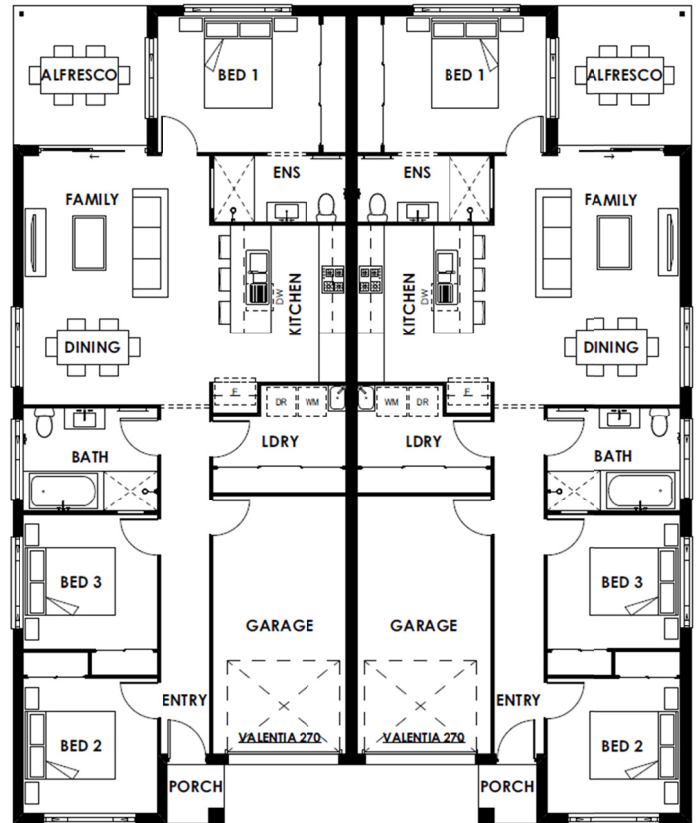 BED 1
BED 1
ALFRESCO
ALFRESCO
ENS
ENS
FAMILY
FAMILY
KITCHEN
DW
KITCHEN
DW
DINING
DINING
F
F
DR
WM
WM
DR
LDRY
LDRY
BATH
BATH
BED 3
BED 3
GARAGE
GARAGE
ENTRY
ENTRY
VALENTIA 270
VALENTIA 270
BED 2
BED 2
PORCH
PORCH